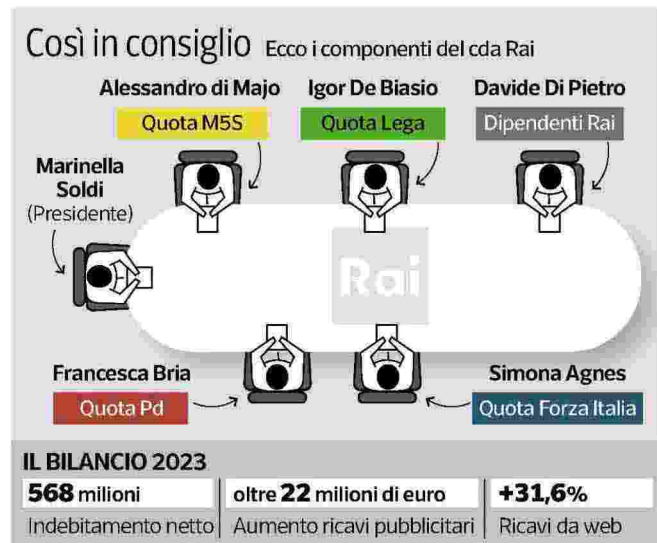 Così in consiglio Ecco i componenti del cda Rai
Alessandro di Majo
Quota M5S
Igor De Biasio
Quota Lega
Davide Di Pietro
Dipendenti Rai
Marinella
Soldi
(Presidente)
Rai
Francesca Bria
Quota Pd
Simona Agnes
Quota Forza Italia
IL BILANCIO 2023
568 milioni
Indebitamento netto
oltre 22 milioni di euro
Aumento ricavi pubblicitari
+31,6%
Ricavi da web